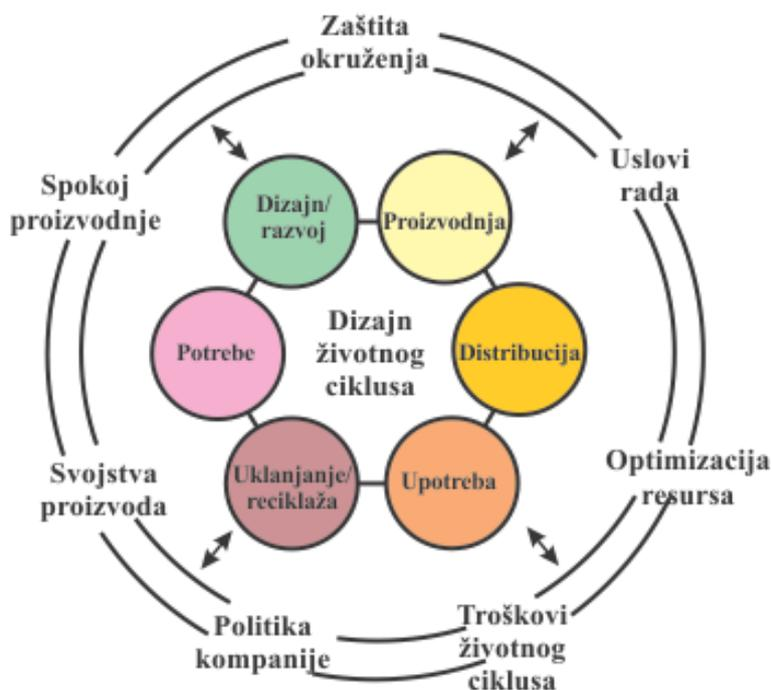 Zaštita
okruženja
Uslovi
rada
Spokoj
proizvodnje
Dizajn/
razvoj
Proizvodnja
Potrebe
Dizajn
životnog
ciklusa
Distribucija
Uklanjanje/
reciklaža
Upotreba
Svojstva
proizvoda
Optimizacija
resursa
Politika
kompanije
Troškovi
životnog
ciklusa